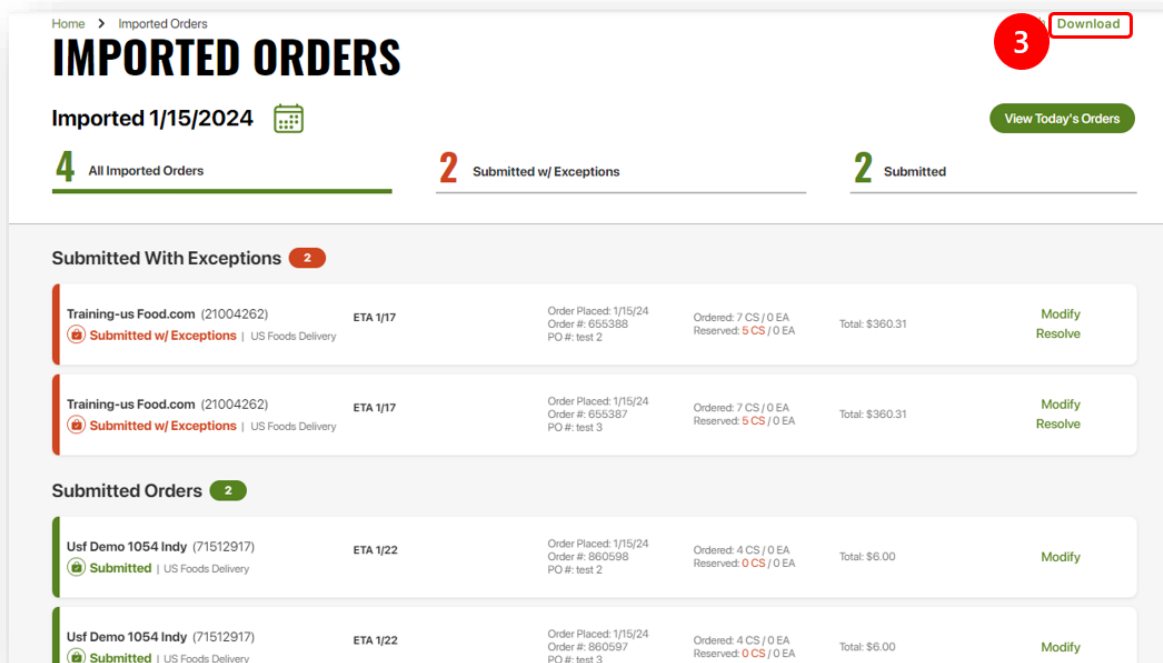 Home > Imported Orders
Download
3
IMPORTED ORDERS
Imported 1/15/2024
View Today's Orders
4 All Imported Orders
2 Submitted w/ Exceptions
2 Submitted
Submitted With Exceptions 2
Training-us Food.com (21004262)
Submitted w/ Exceptions | US Foods Delivery
ETA 1/17
Order Placed: 1/15/24
Order #: 655388
PO #: test 2
Ordered: 7 CS / 0 EA
Reserved: 5 CS / 0 EA
Total: $360.31
Modify
Resolve
Training-us Food.com (21004262)
Submitted w/ Exceptions | US Foods Delivery
ETA 1/17
Order Placed: 1/15/24
Order #: 655387
PO #: test 3
Ordered: 7 CS / 0 EA
Reserved: 5 CS / 0 EA
Total: $360.31
Modify
Resolve
Submitted Orders 2
Usf Demo 1054 Indy (71512917)
Submitted | US Foods Delivery
ETA 1/22
Order Placed: 1/15/24
Order #: 860598
PO #: test 2
Ordered: 4 CS / 0 EA
Reserved: 0 CS / 0 EA
Total: $6.00
Modify
Usf Demo 1054 Indy (71512917)
Submitted | US Foods Delivery
ETA 1/22
Order Placed: 1/15/24
Order #: 860597
PO #: test 3
Ordered: 4 CS / 0 EA
Reserved: 0 CS / 0 EA
Total: $6.00
Modify